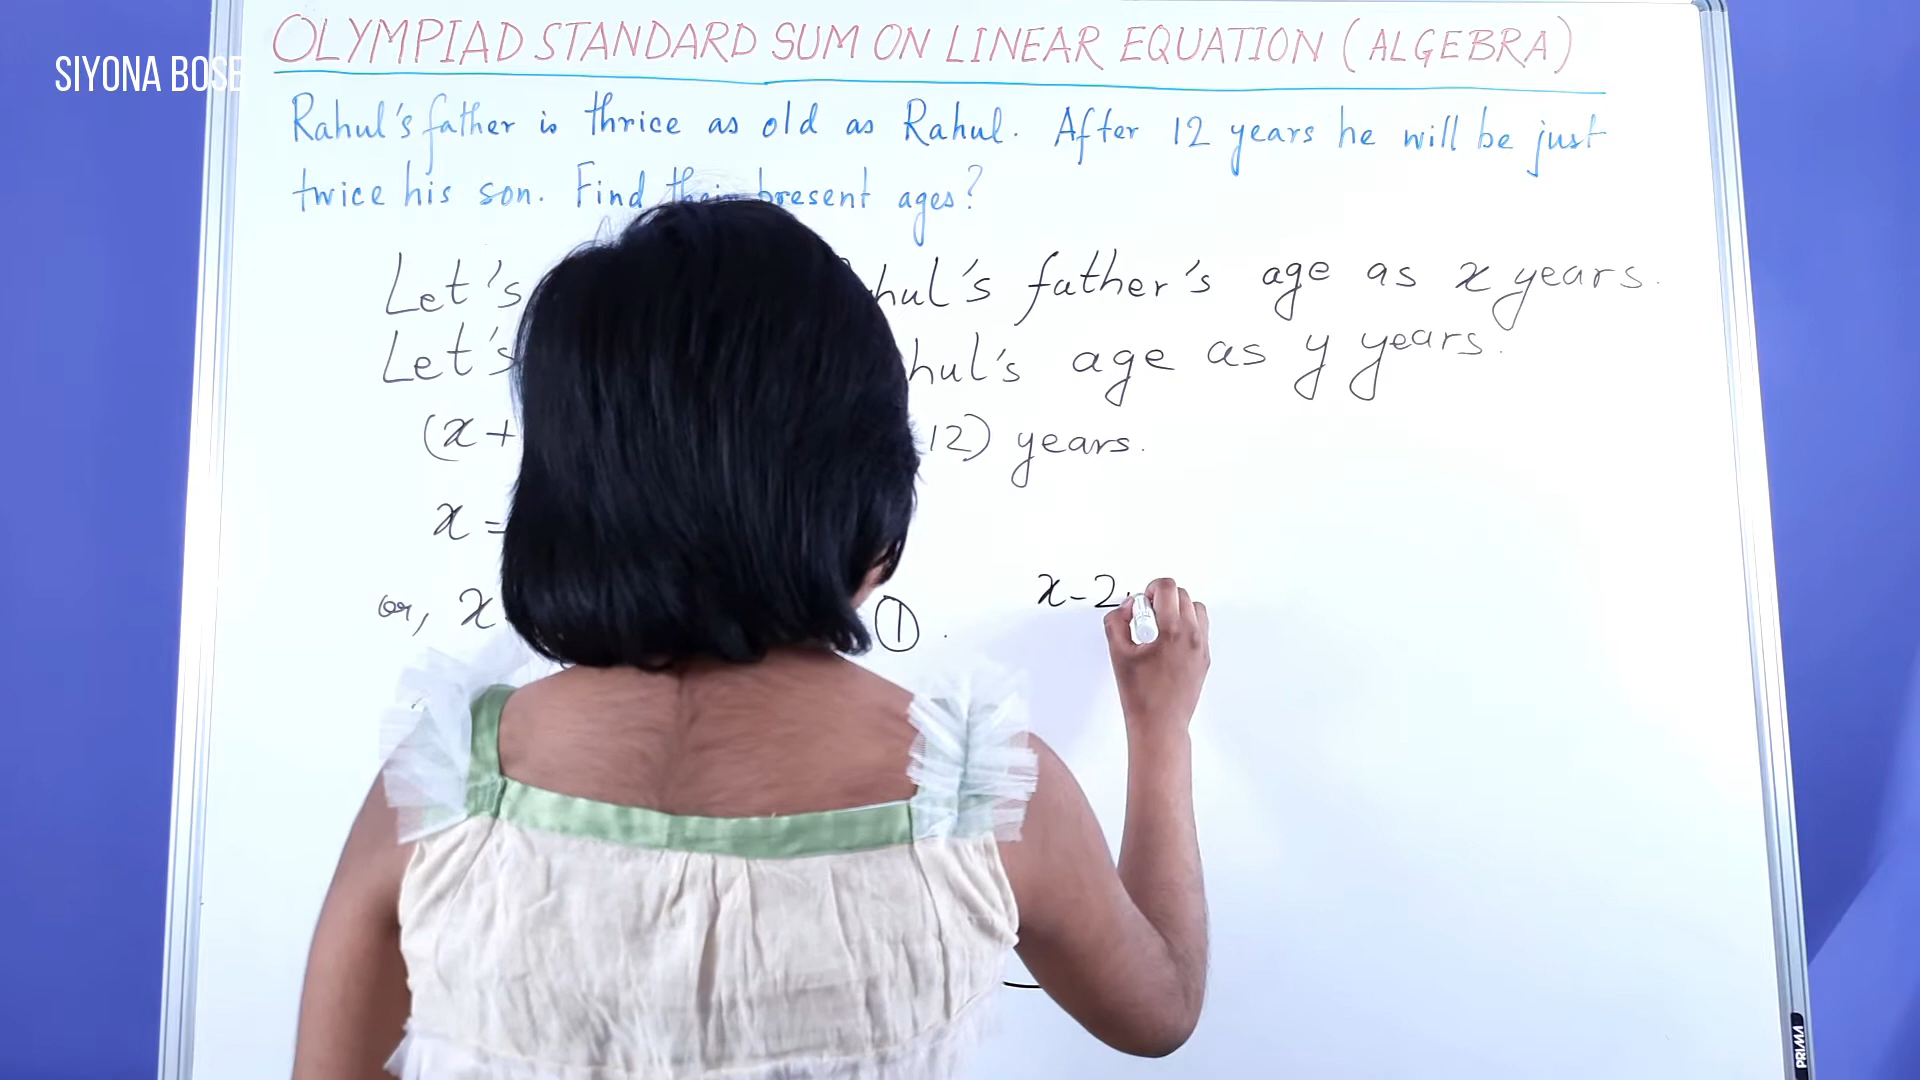 OLYMPIAD STANDARD SUM ON LINEAR EQUATION (ALGEBRA)
SIYONA BOSE
Rahul's father is thrice as old as Rahul. After 12 years he will be just
twice his son. Find their present ages?
Let's hul's father's age as x years.
Let's hul's age as y years.
(x+ 12) years.
x =
or, x ① .
x-2
PRIMA